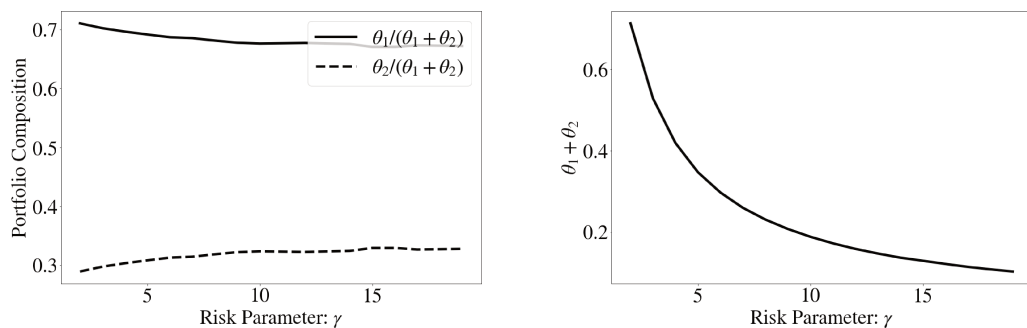 0.7
0.6
0.5
0.4
0.3
Portfolio Composition
θ₁/(θ₁ + θ₂)
θ₂/(θ₁ + θ₂)
5 10 15
Risk Parameter: γ
0.6
0.4
0.2
θ₁ + θ₂
5 10 15
Risk Parameter: γ